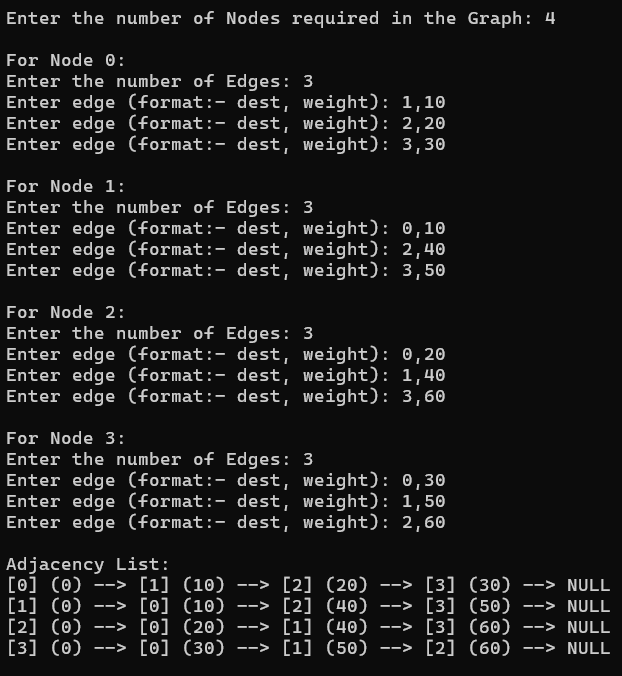 Enter the number of Nodes required in the Graph: 4
For Node 0:
Enter the number of Edges: 3
Enter edge (format:- dest, weight): 1,10
Enter edge (format:- dest, weight): 2,20
Enter edge (format:- dest, weight): 3,30
For Node 1:
Enter the number of Edges: 3
Enter edge (format:- dest, weight): 0,10
Enter edge (format:- dest, weight): 2,40
Enter edge (format:- dest, weight): 3,50
For Node 2:
Enter the number of Edges: 3
Enter edge (format:- dest, weight): 0,20
Enter edge (format:- dest, weight): 1,40
Enter edge (format:- dest, weight): 3,60
For Node 3:
Enter the number of Edges: 3
Enter edge (format:- dest, weight): 0,30
Enter edge (format:- dest, weight): 1,50
Enter edge (format:- dest, weight): 2,60
Adjacency List:
[0] (0) --> [1] (10) --> [2] (20) --> [3] (30) --> NULL
[1] (0) --> [0] (10) --> [2] (40) --> [3] (50) --> NULL
[2] (0) --> [0] (20) --> [1] (40) --> [3] (60) --> NULL
[3] (0) --> [0] (30) --> [1] (50) --> [2] (60) --> NULL